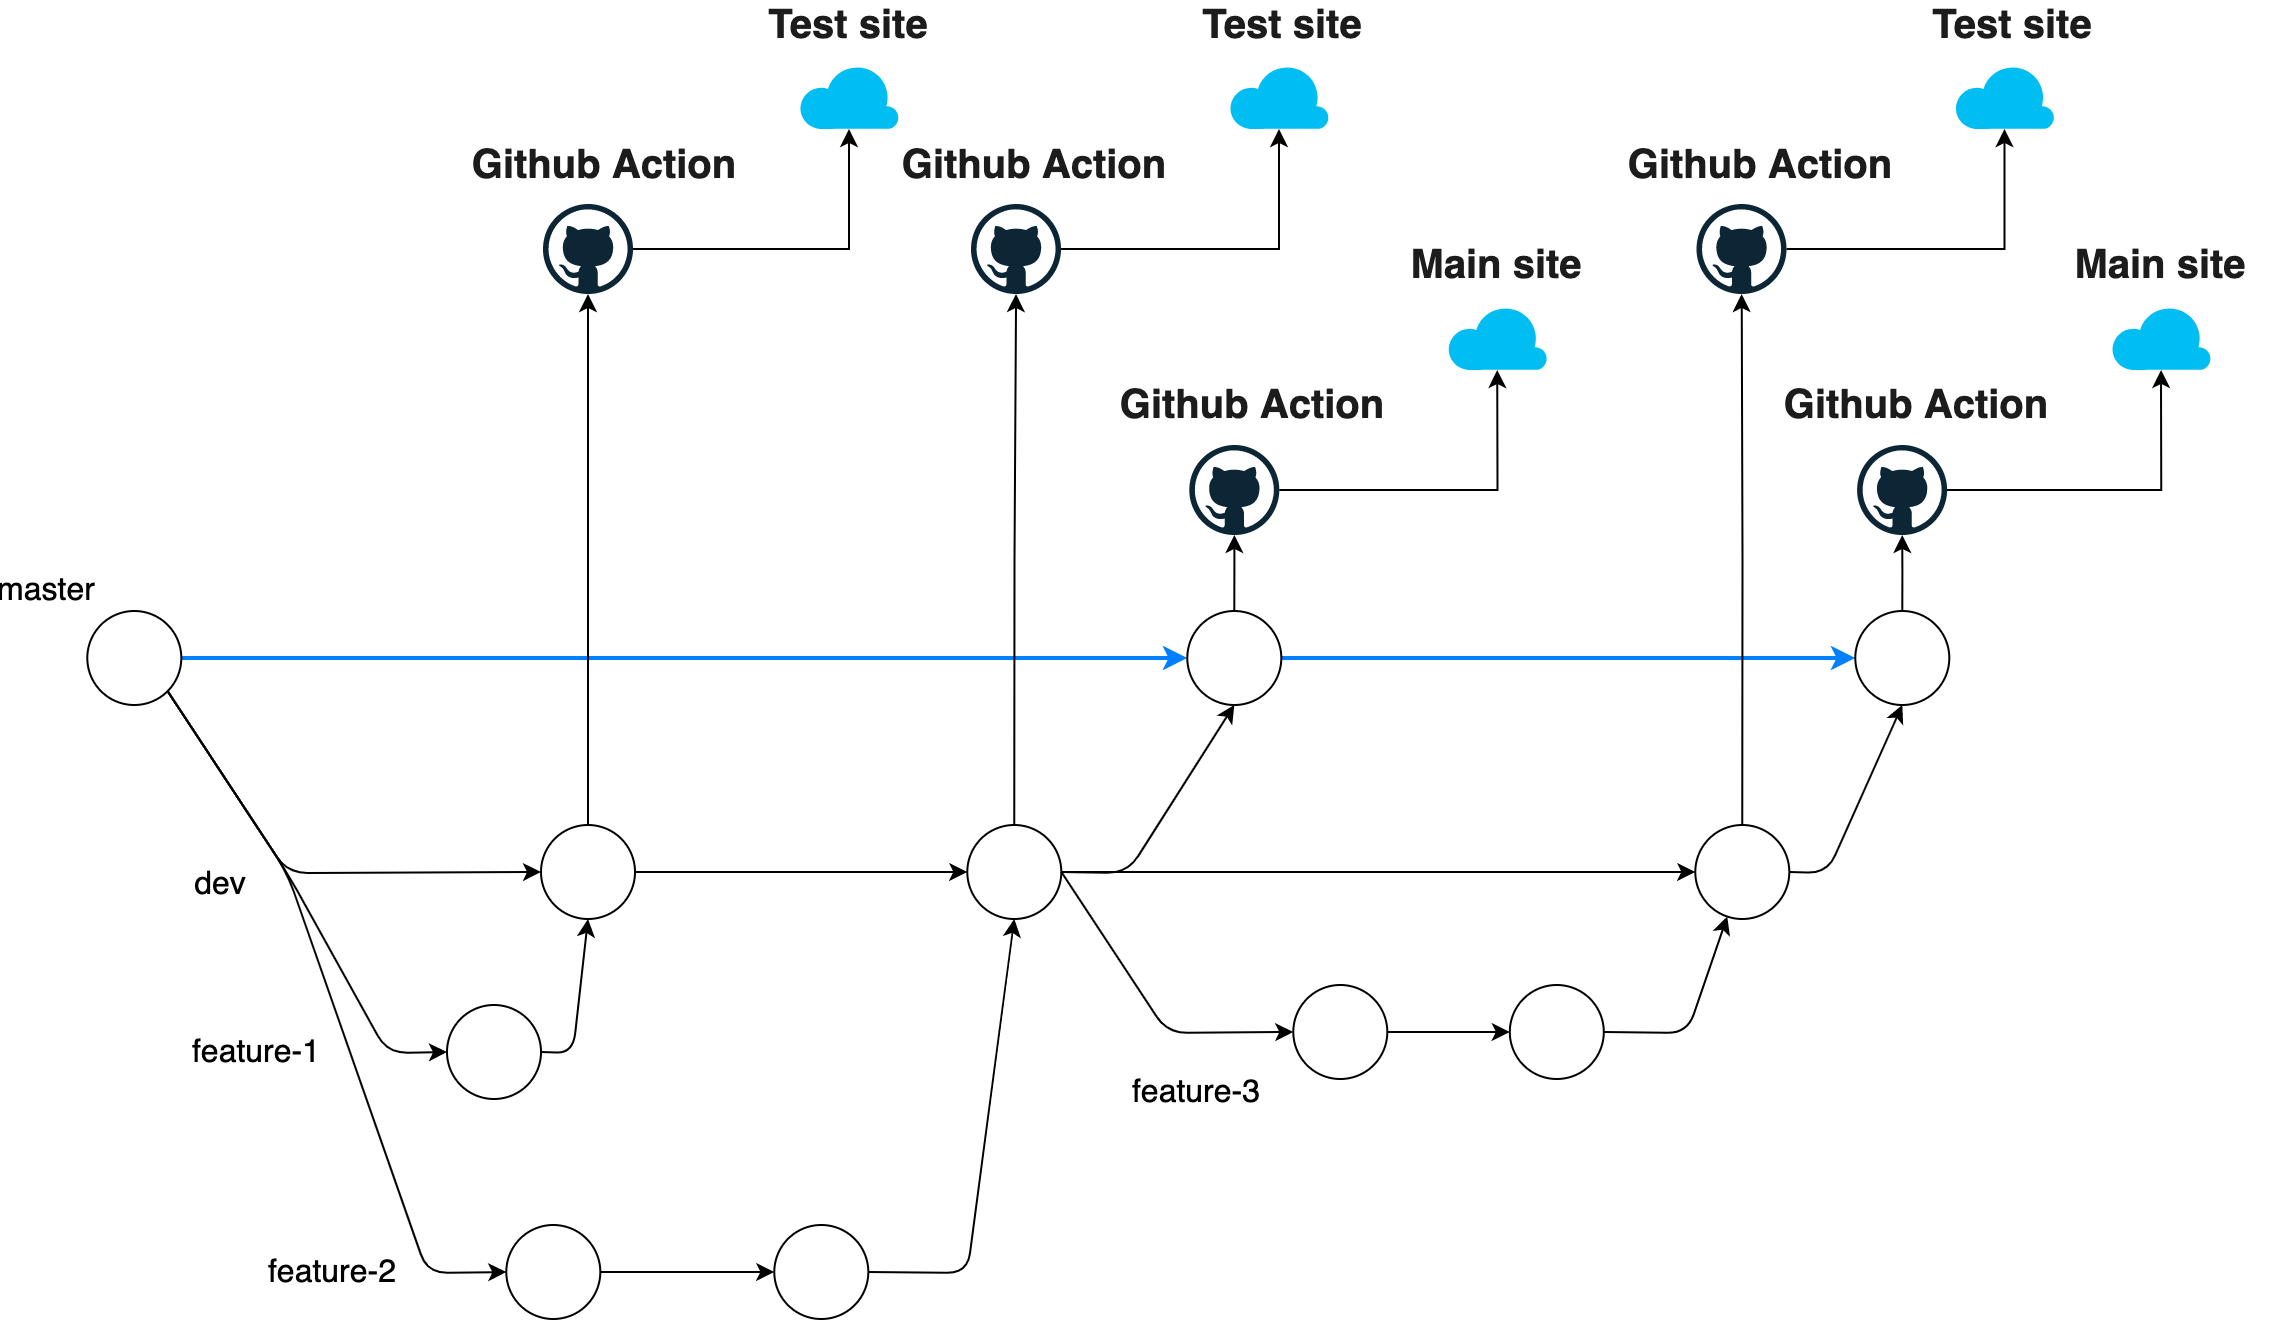 Test site
Test site
Test site
Github Action
Github Action
Github Action
Main site
Main site
Github Action
Github Action
master
dev
feature-1
feature-3
feature-2